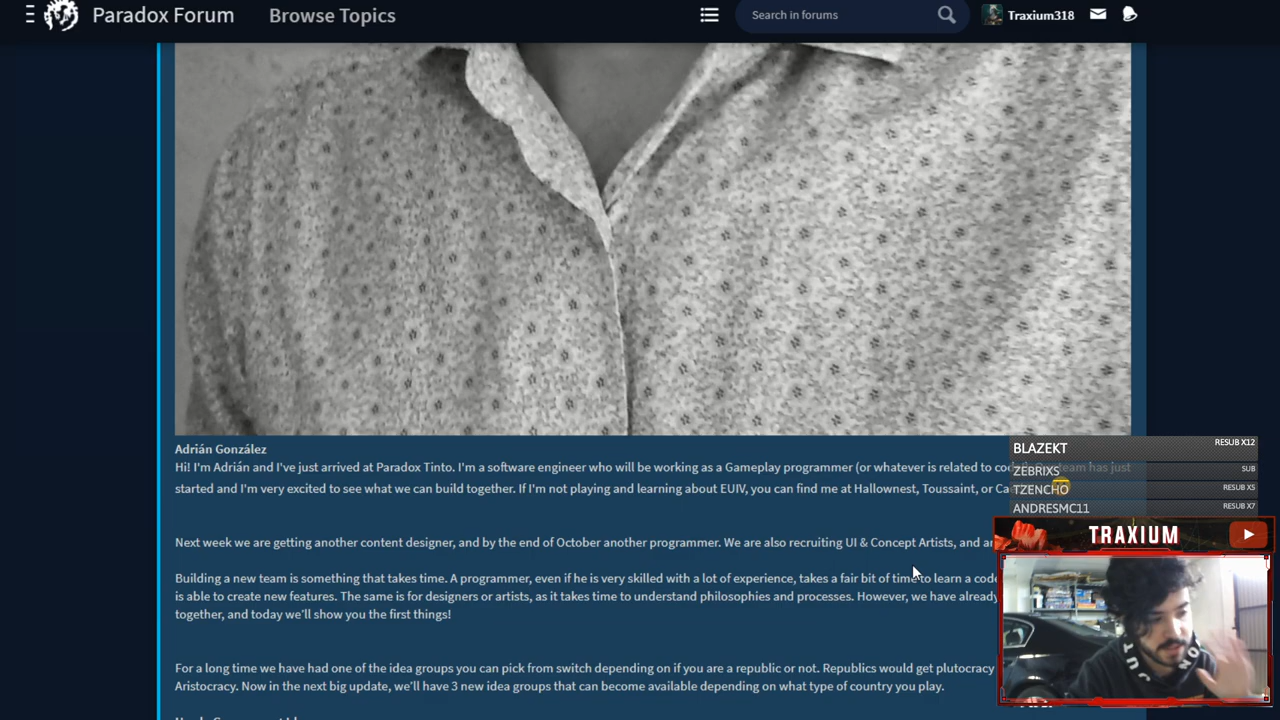 Paradox Forum
Browse Topics
Search in forums
Traxium318
Adrián González
Hi! I'm Adrián and I've just arrived at Paradox Tinto. I'm a software engineer who will be working as a Gameplay programmer (or whatever is related to has just
started and I'm very excited to see what we can build together. If I'm not playing and learning about EUIV, you can find me at Hallownest, Toussaint, or
Next week we are getting another content designer, and by the end of October another programmer. We are also recruiting UI & Concept Artists, and
Building a new team is something that takes time. A programmer, even if he is very skilled with a lot of experience, takes a fair bit of time to learn a
is able to create new features. The same is for designers or artists, as it takes time to understand philosophies and processes. However, we have already
together, and today we'll show you the first things!
For a long time we have had one of the idea groups you can pick from switch depending on if you are a republic or not. Republics would get plutocracy
Aristocracy. Now in the next big update, we'll have 3 new idea groups that can become available depending on what type of country you play.
BLAZEKT RESUB X12
ZEBRIXS SUB
TZENCHO RESUB X5
ANDRESMC11 RESUB X7
TRAXIUM